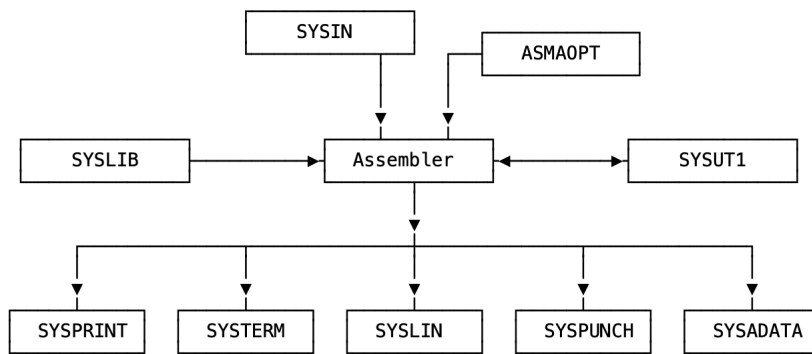 SYSIN
ASMAOPT
SYSLIB
Assembler
SYSUT1
SYSPRINT
SYSTERM
SYSLIN
SYSPUNCH
SYSADATA